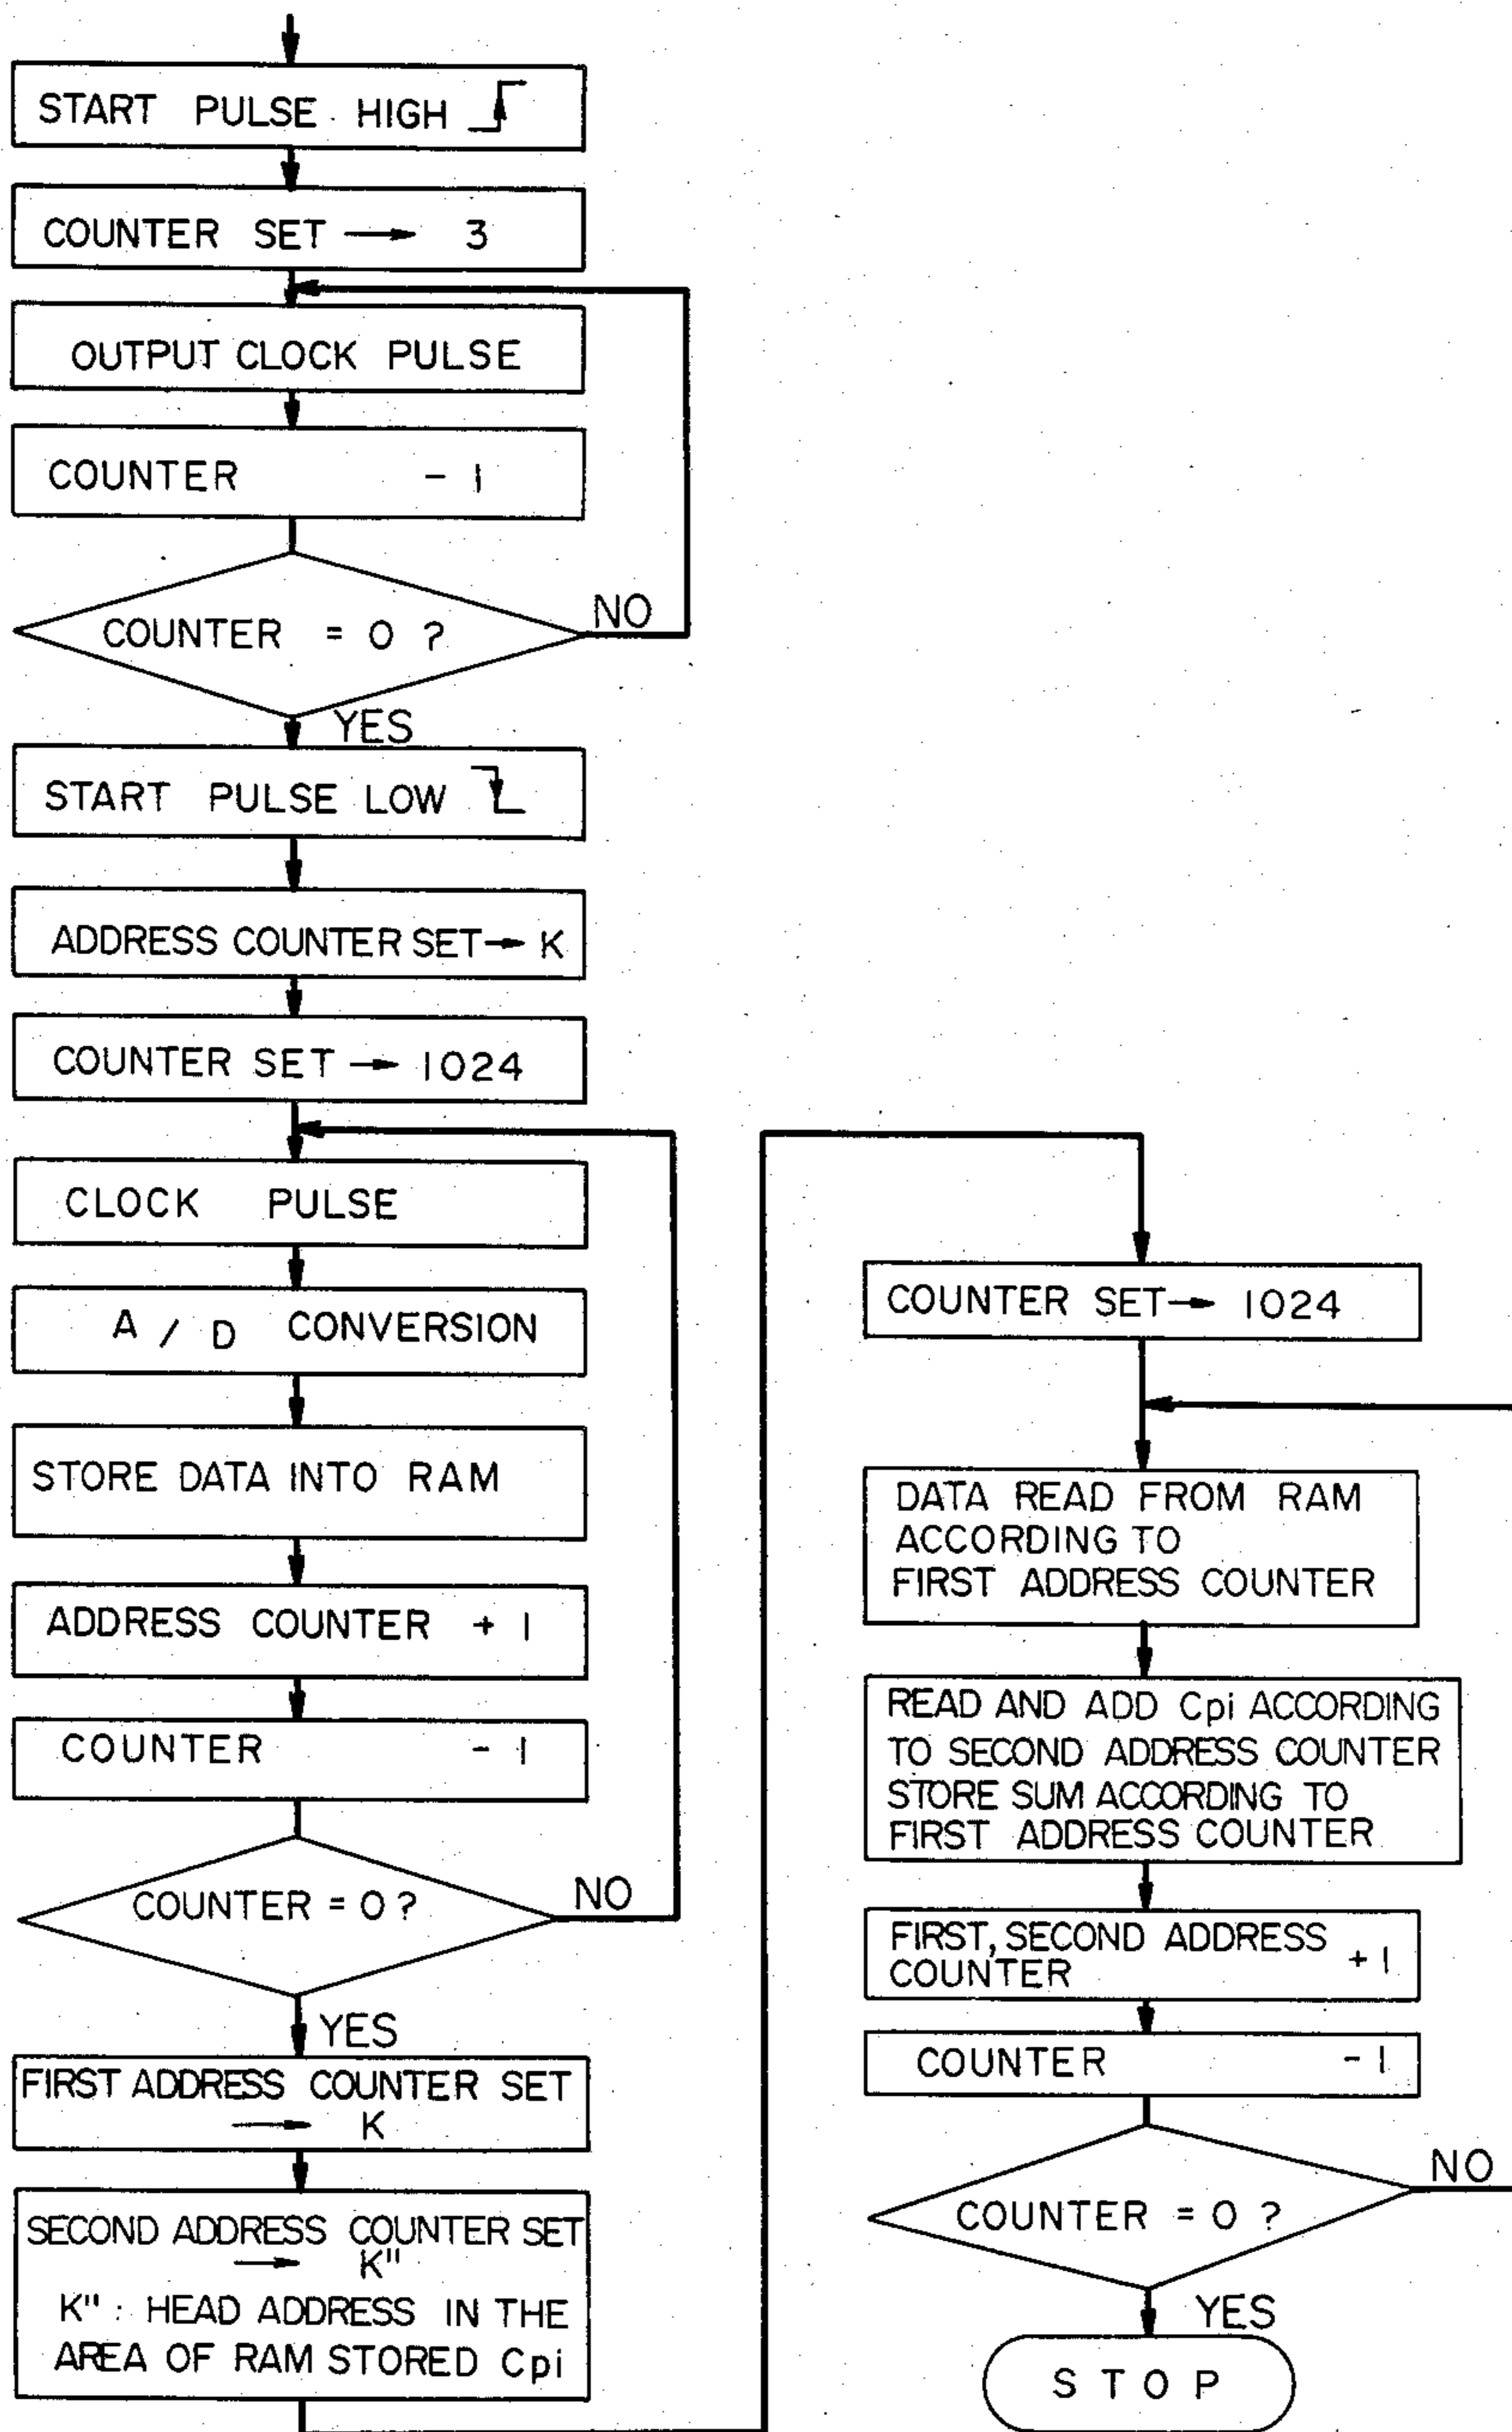 START PULSE HIGH
COUNTER SET → 3
OUTPUT CLOCK PULSE
COUNTER - 1
COUNTER = 0 ?
NO
YES
START PULSE LOW
ADDRESS COUNTER SET → K
COUNTER SET → 1024
CLOCK PULSE
A / D CONVERSION
STORE DATA INTO RAM
ADDRESS COUNTER + 1
COUNTER - 1
COUNTER = 0 ?
NO
YES
FIRST ADDRESS COUNTER SET
→ K
SECOND ADDRESS COUNTER SET
→ K"
K" : HEAD ADDRESS IN THE
AREA OF RAM STORED Cpi
COUNTER SET → 1024
DATA READ FROM RAM
ACCORDING TO
FIRST ADDRESS COUNTER
READ AND ADD Cpi ACCORDING
TO SECOND ADDRESS COUNTER
STORE SUM ACCORDING TO
FIRST ADDRESS COUNTER
FIRST, SECOND ADDRESS
COUNTER + 1
COUNTER - 1
COUNTER = 0 ?
NO
YES
STOP